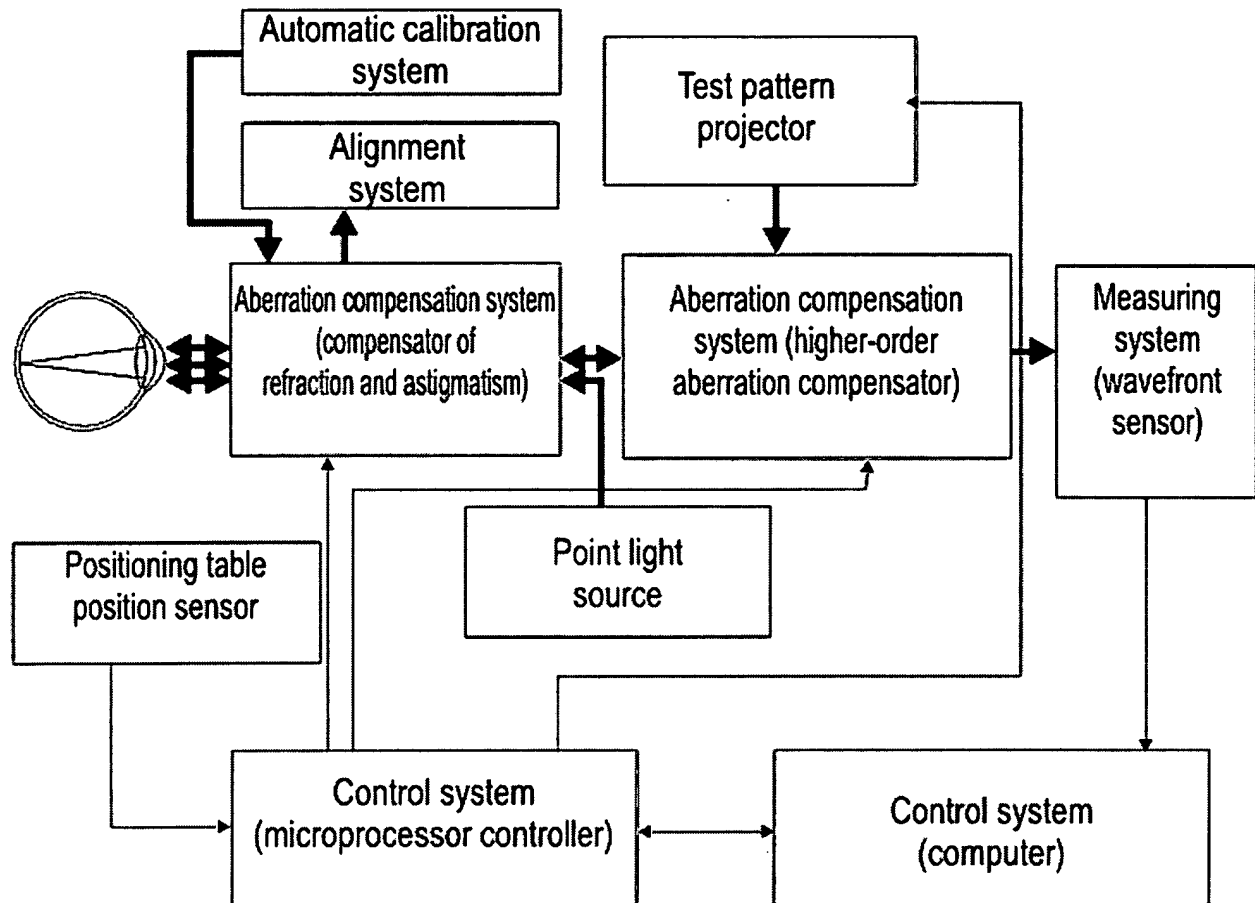 Automatic calibration
system
Alignment
system
Test pattern
projector
Aberration compensation system
(compensator of
refraction and astigmatism)
Aberration compensation
system (higher-order
aberration compensator)
Measuring
system
(wavefront
sensor)
Positioning table
position sensor
Point light
source
Control system
(microprocessor controller)
Control system
(computer)